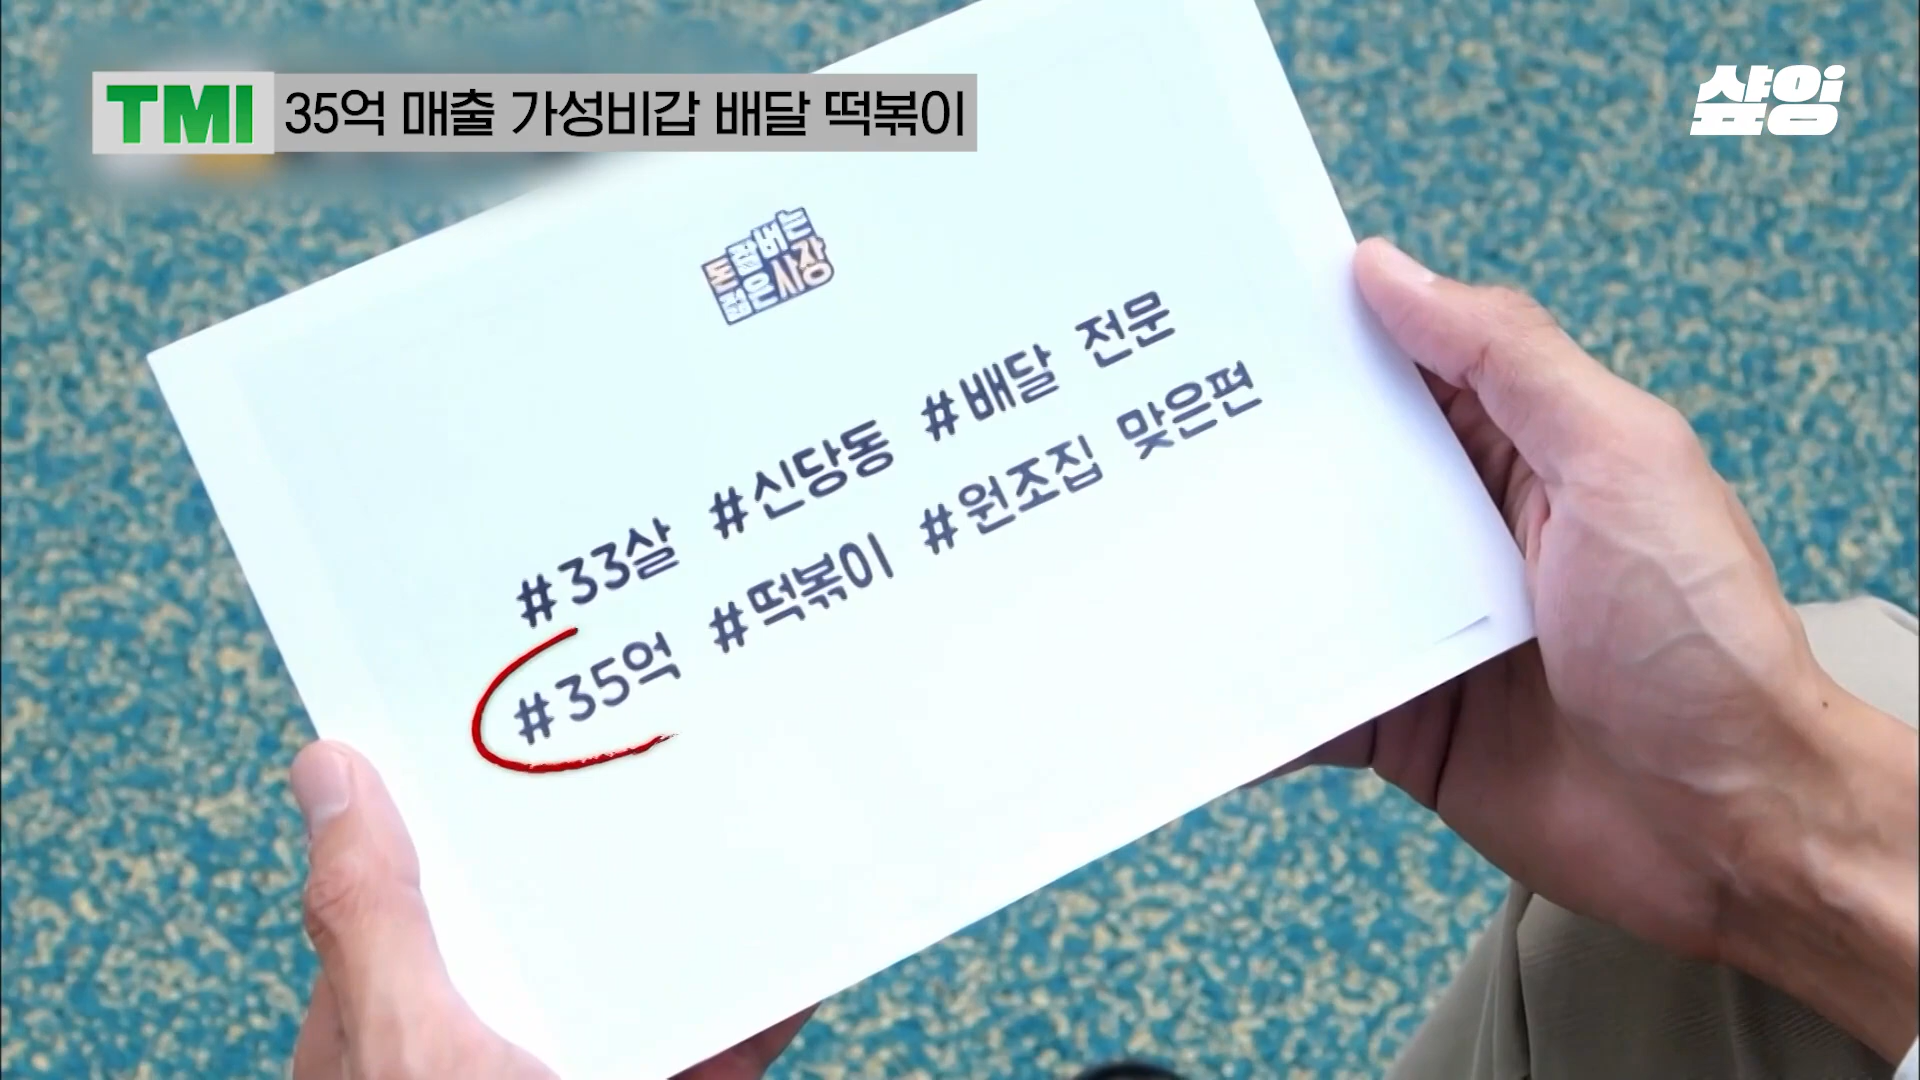 TMI 35억 매출 가성비갑 배달 떡볶이
샾잉
돈 잘 버는
젊은 사장
#33살 #신당동 #배달 전문
#35억 #떡볶이 #원조집 맞은편